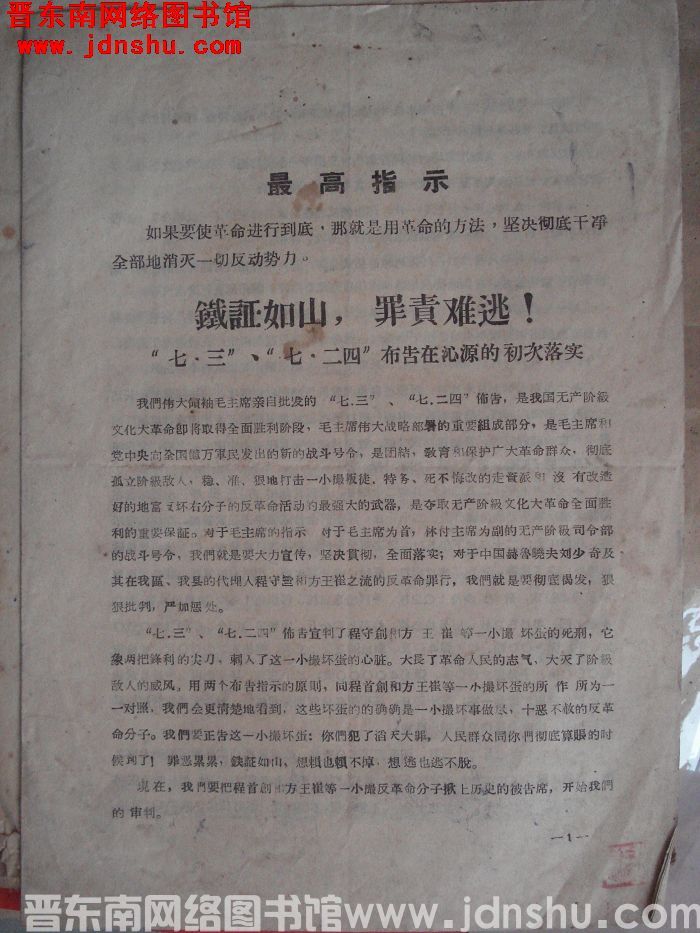 晋东南网络图书馆
www.jdnshu.com
最高指示
如果要使革命进行到底，那就是用革命的方法，坚决彻底干净
全部地消灭一切反动势力。
鐵証如山，罪責难逃！
“七·三”、“七·二四”布告在沁源的初次落实
我們伟大領袖毛主席亲自批发的“七.三”、“七.二四”佈告，是我国无产阶級
文化大革命即将取得全面胜利阶段，毛主席伟大战略部署的重要組成部分，是毛主席和
党中央向全国億万軍民发出的新的战斗号令，是团結，敎育和保护广大革命群众，彻底
孤立阶級敌人，稳、准、狠地打击一小撮叛徒．特务、死不悔改的走資派和沒有改造
好的地富反坏右分子的反革命活动的最强大的武器，是夺取无产阶級文化大革命全面胜
利的重要保証。对于毛主席的指示 对于毛主席为首，林付主席为副的无产阶級司令部
的战斗号令，我們就是要大力宣传，坚决貫彻，全面落实；对于中国赫鲁曉夫刘少奇及
其在我區、我县的代理人程守創和方王崔之流的反革命罪行，我們就是要彻底揭发，狠
狠批判，严加惩处。
“七.三”、“七.二四”佈告宣判了程守創和方王崔等一小撮坏蛋的死刑，它
象两把鋒利的尖刀，刺入了这一小撮坏蛋的心脏。大長了革命人民的志气，大灭了阶級
敌人的威风。用两个布告指示的原則，同程首創和方王崔等一小撮坏蛋的所作所为一
一对照，我們会更清楚地看到，这些坏蛋的的确确是一小撮坏事做尽，十恶不赦的反革
命分子。我們要正告这一小撮坏蛋：你們犯了滔天大罪，人民群众同你們彻底算賬的时
候到了！罪恶累累，鉄証如山，想賴也賴不掉，想逃也逃不脫。
現在，我們要把程首創和方王崔等一小撮反革命分子揪上历史的被告席，开始我們
的審判。
—1—
晋东南网络图书馆www.jdnshu.com